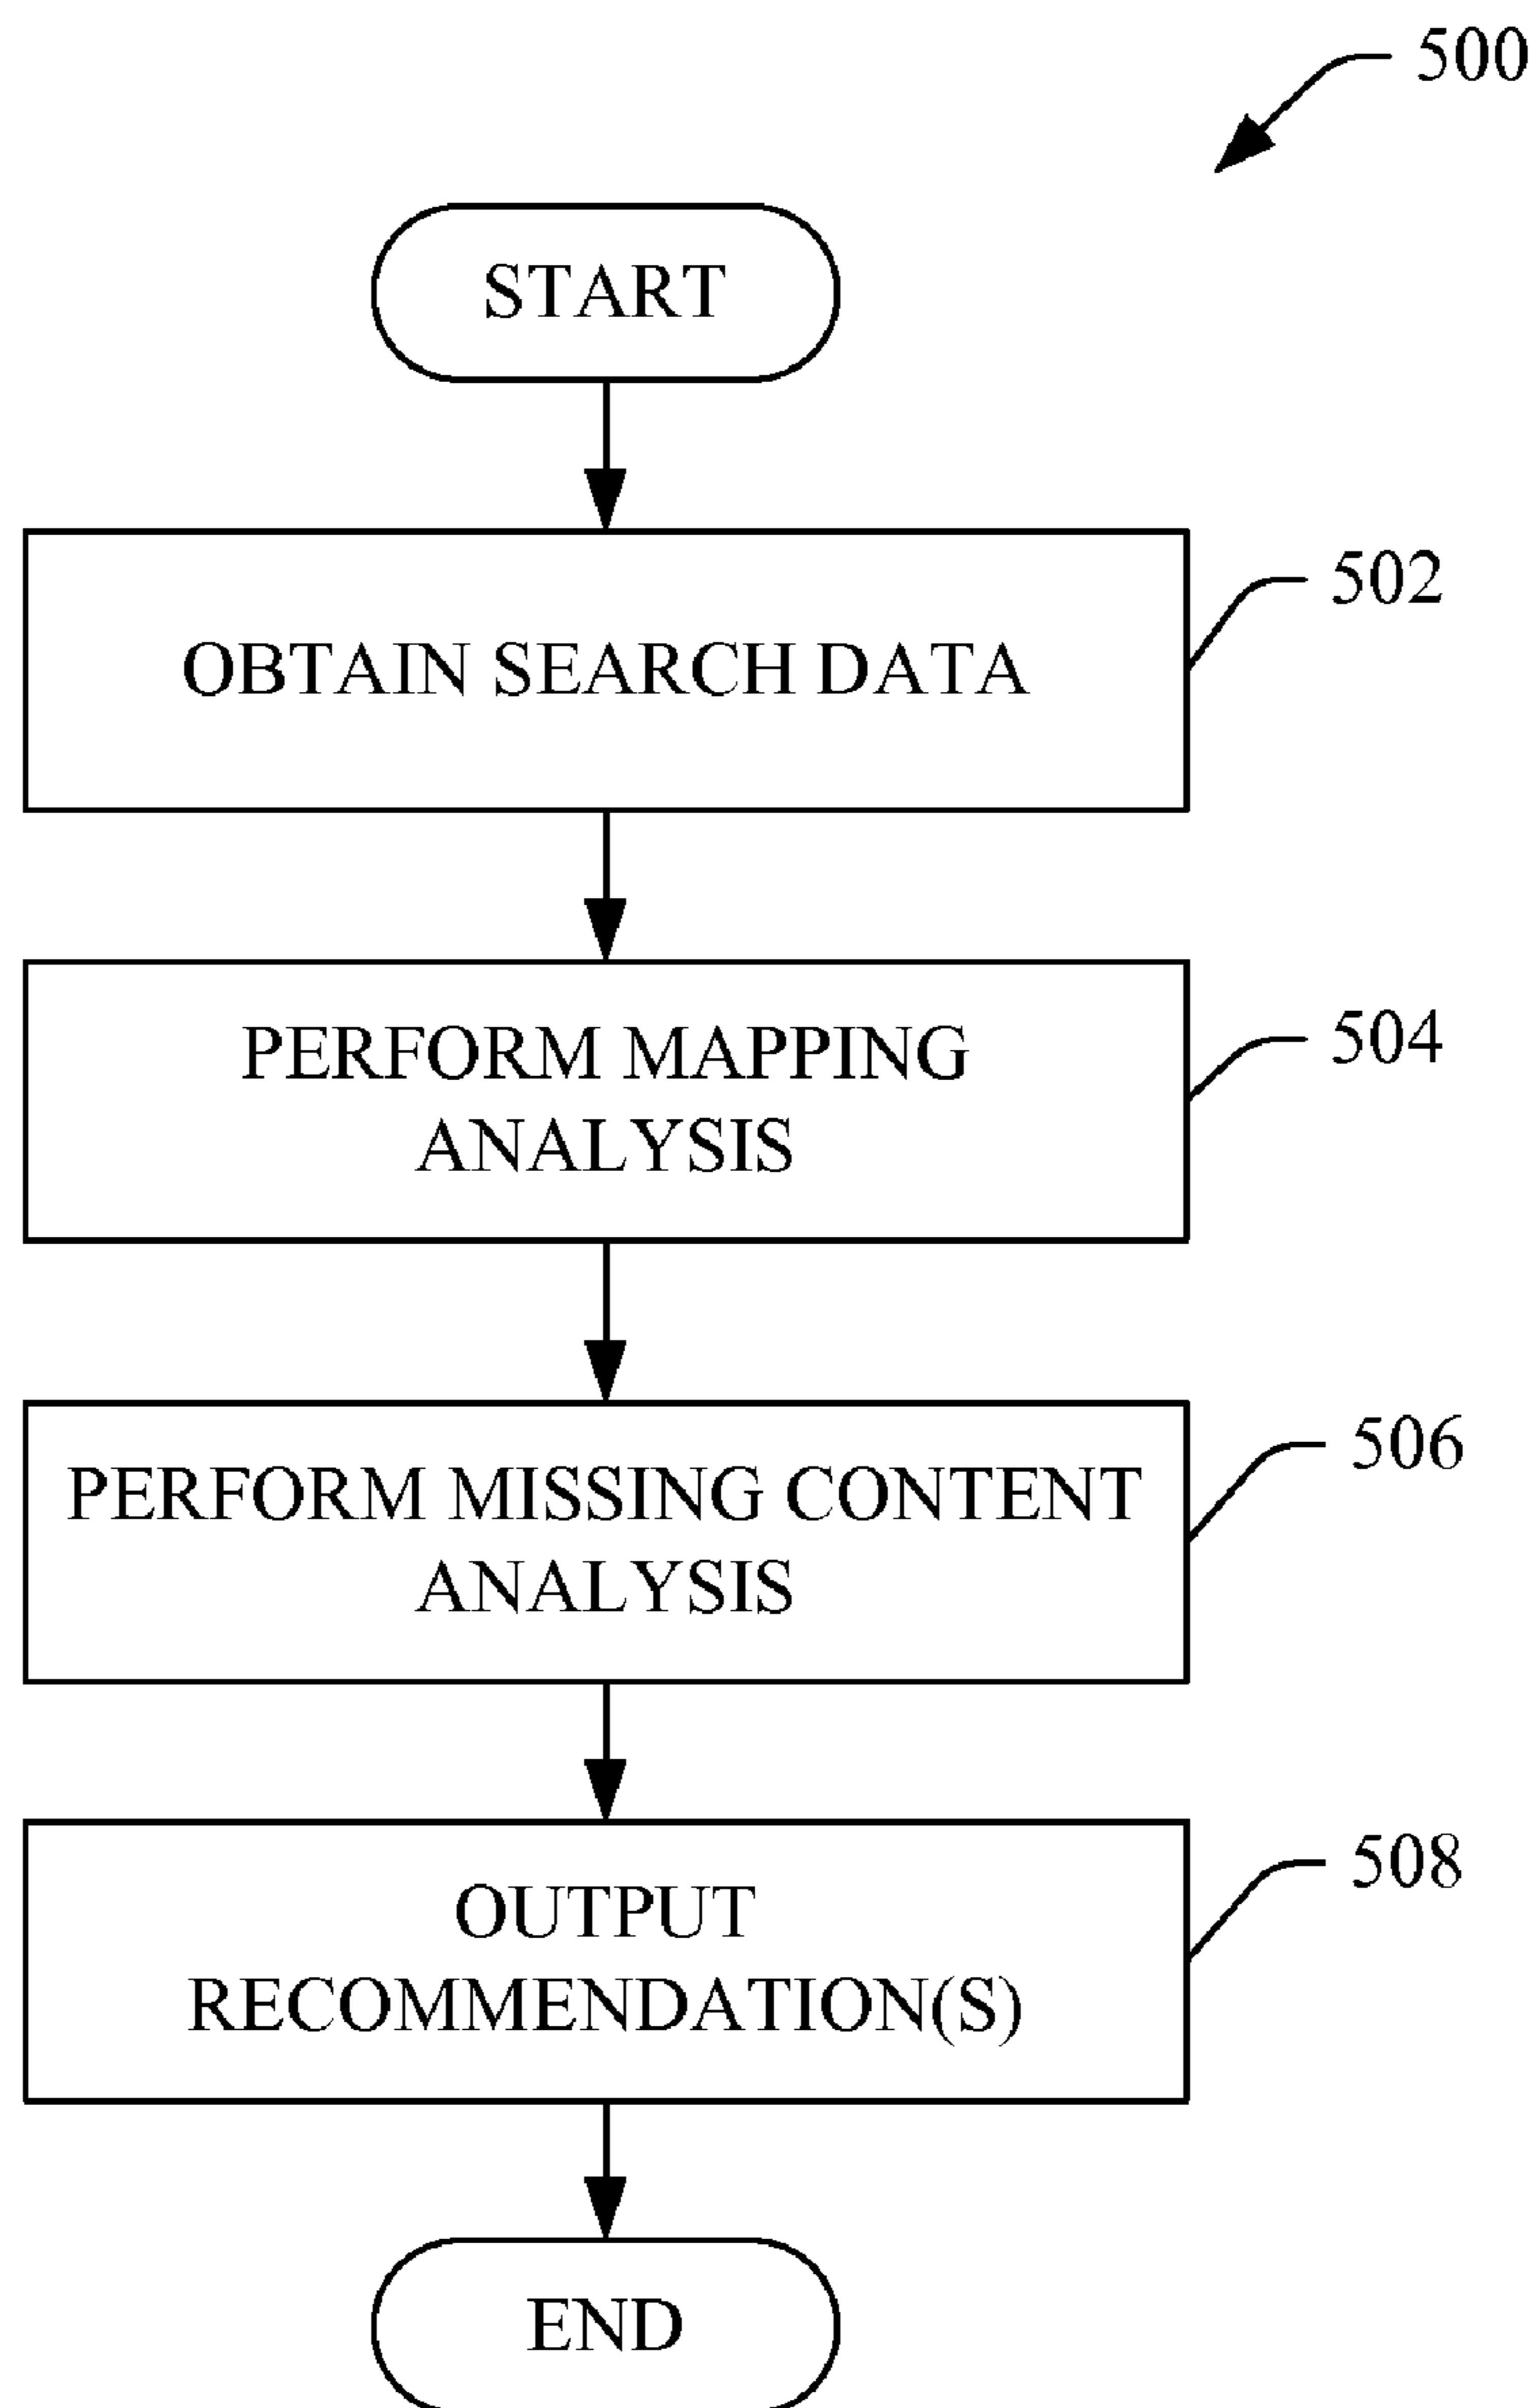 500
START
OBTAIN SEARCH DATA
502
PERFORM MAPPING
ANALYSIS
504
PERFORM MISSING CONTENT
ANALYSIS
506
OUTPUT
RECOMMENDATION(S)
508
END